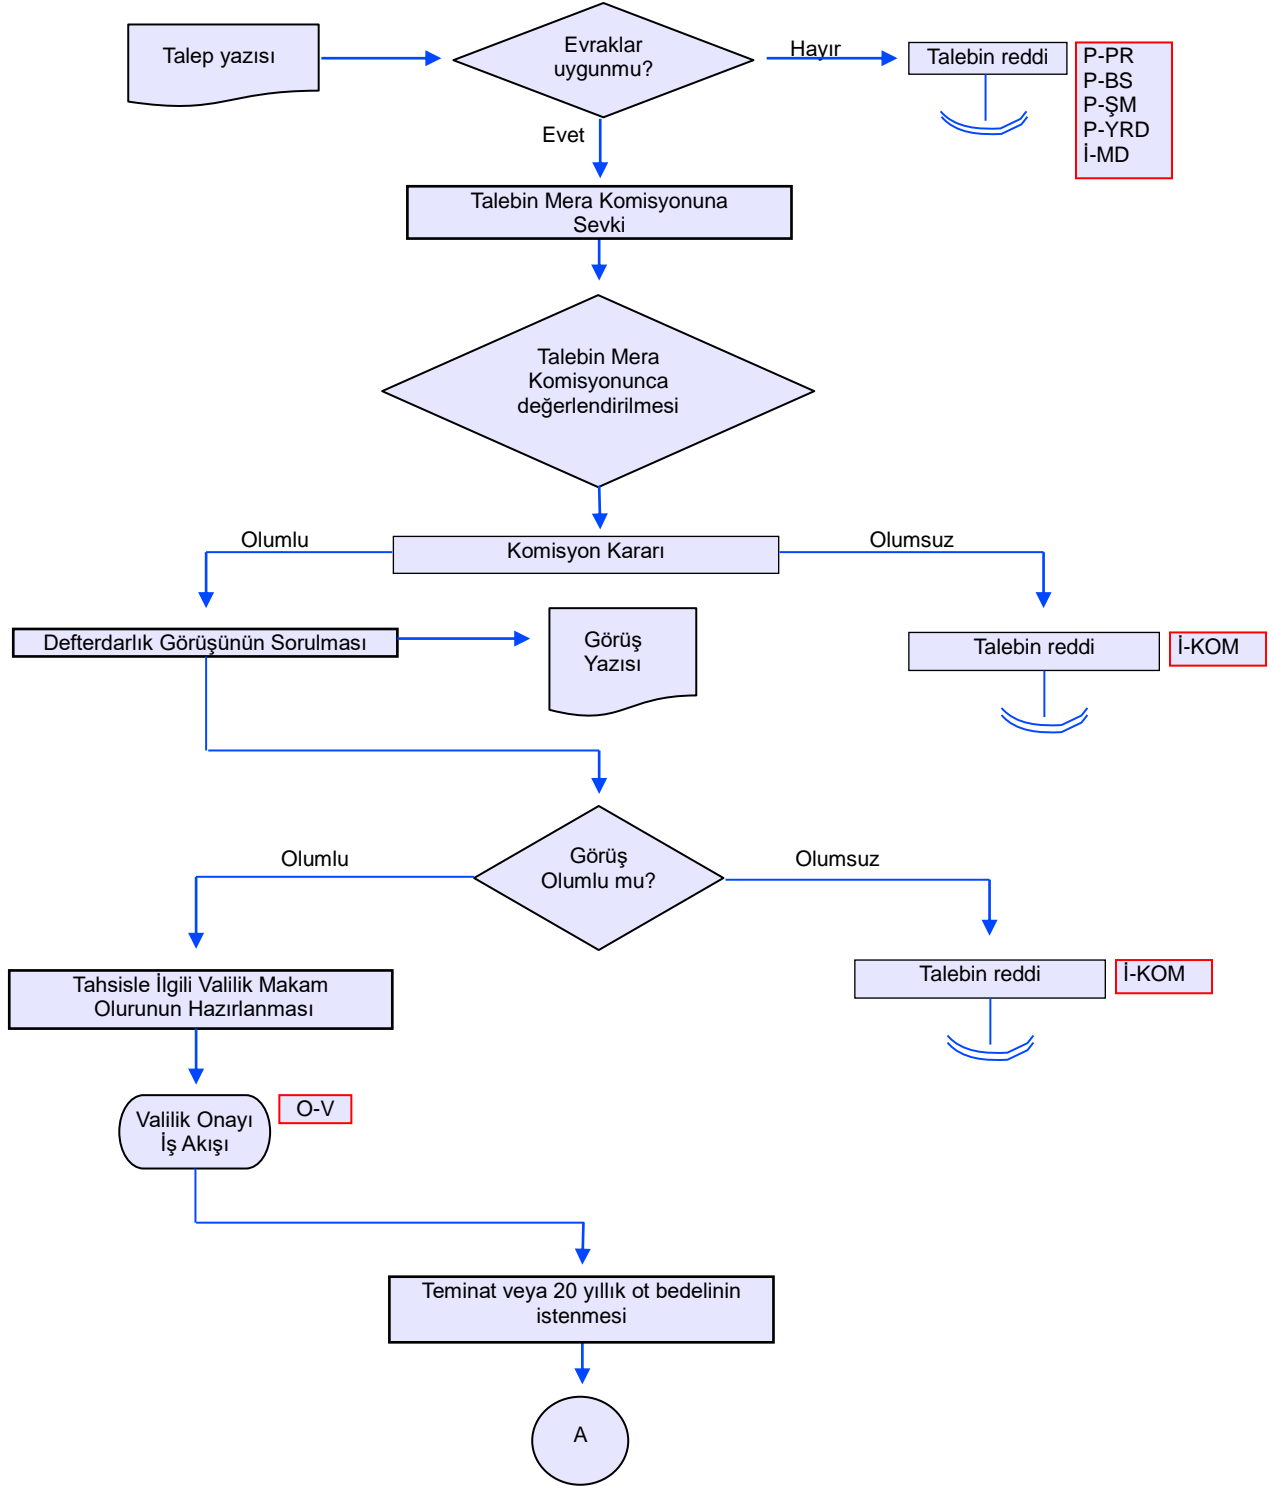 Talep yazısı
Evraklar
uygunmu?
Hayır
Talebin reddi
P-PR
P-BS
P-ŞM
P-YRD
İ-MD
Evet
Talebin Mera Komisyonuna
Sevki
Talebin Mera
Komisyonunca
değerlendirilmesi
Olumlu
Komisyon Kararı
Olumsuz
Defterdarlık Görüşünün Sorulması
Görüş
Yazısı
Talebin reddi
İ-KOM
Olumlu
Görüş
Olumlu mu?
Olumsuz
Tahsisle İlgili Valilik Makam
Olurunun Hazırlanması
Talebin reddi
İ-KOM
Valilik Onayı
İş Akışı
O-V
Teminat veya 20 yıllık ot bedelinin
istenmesi
A